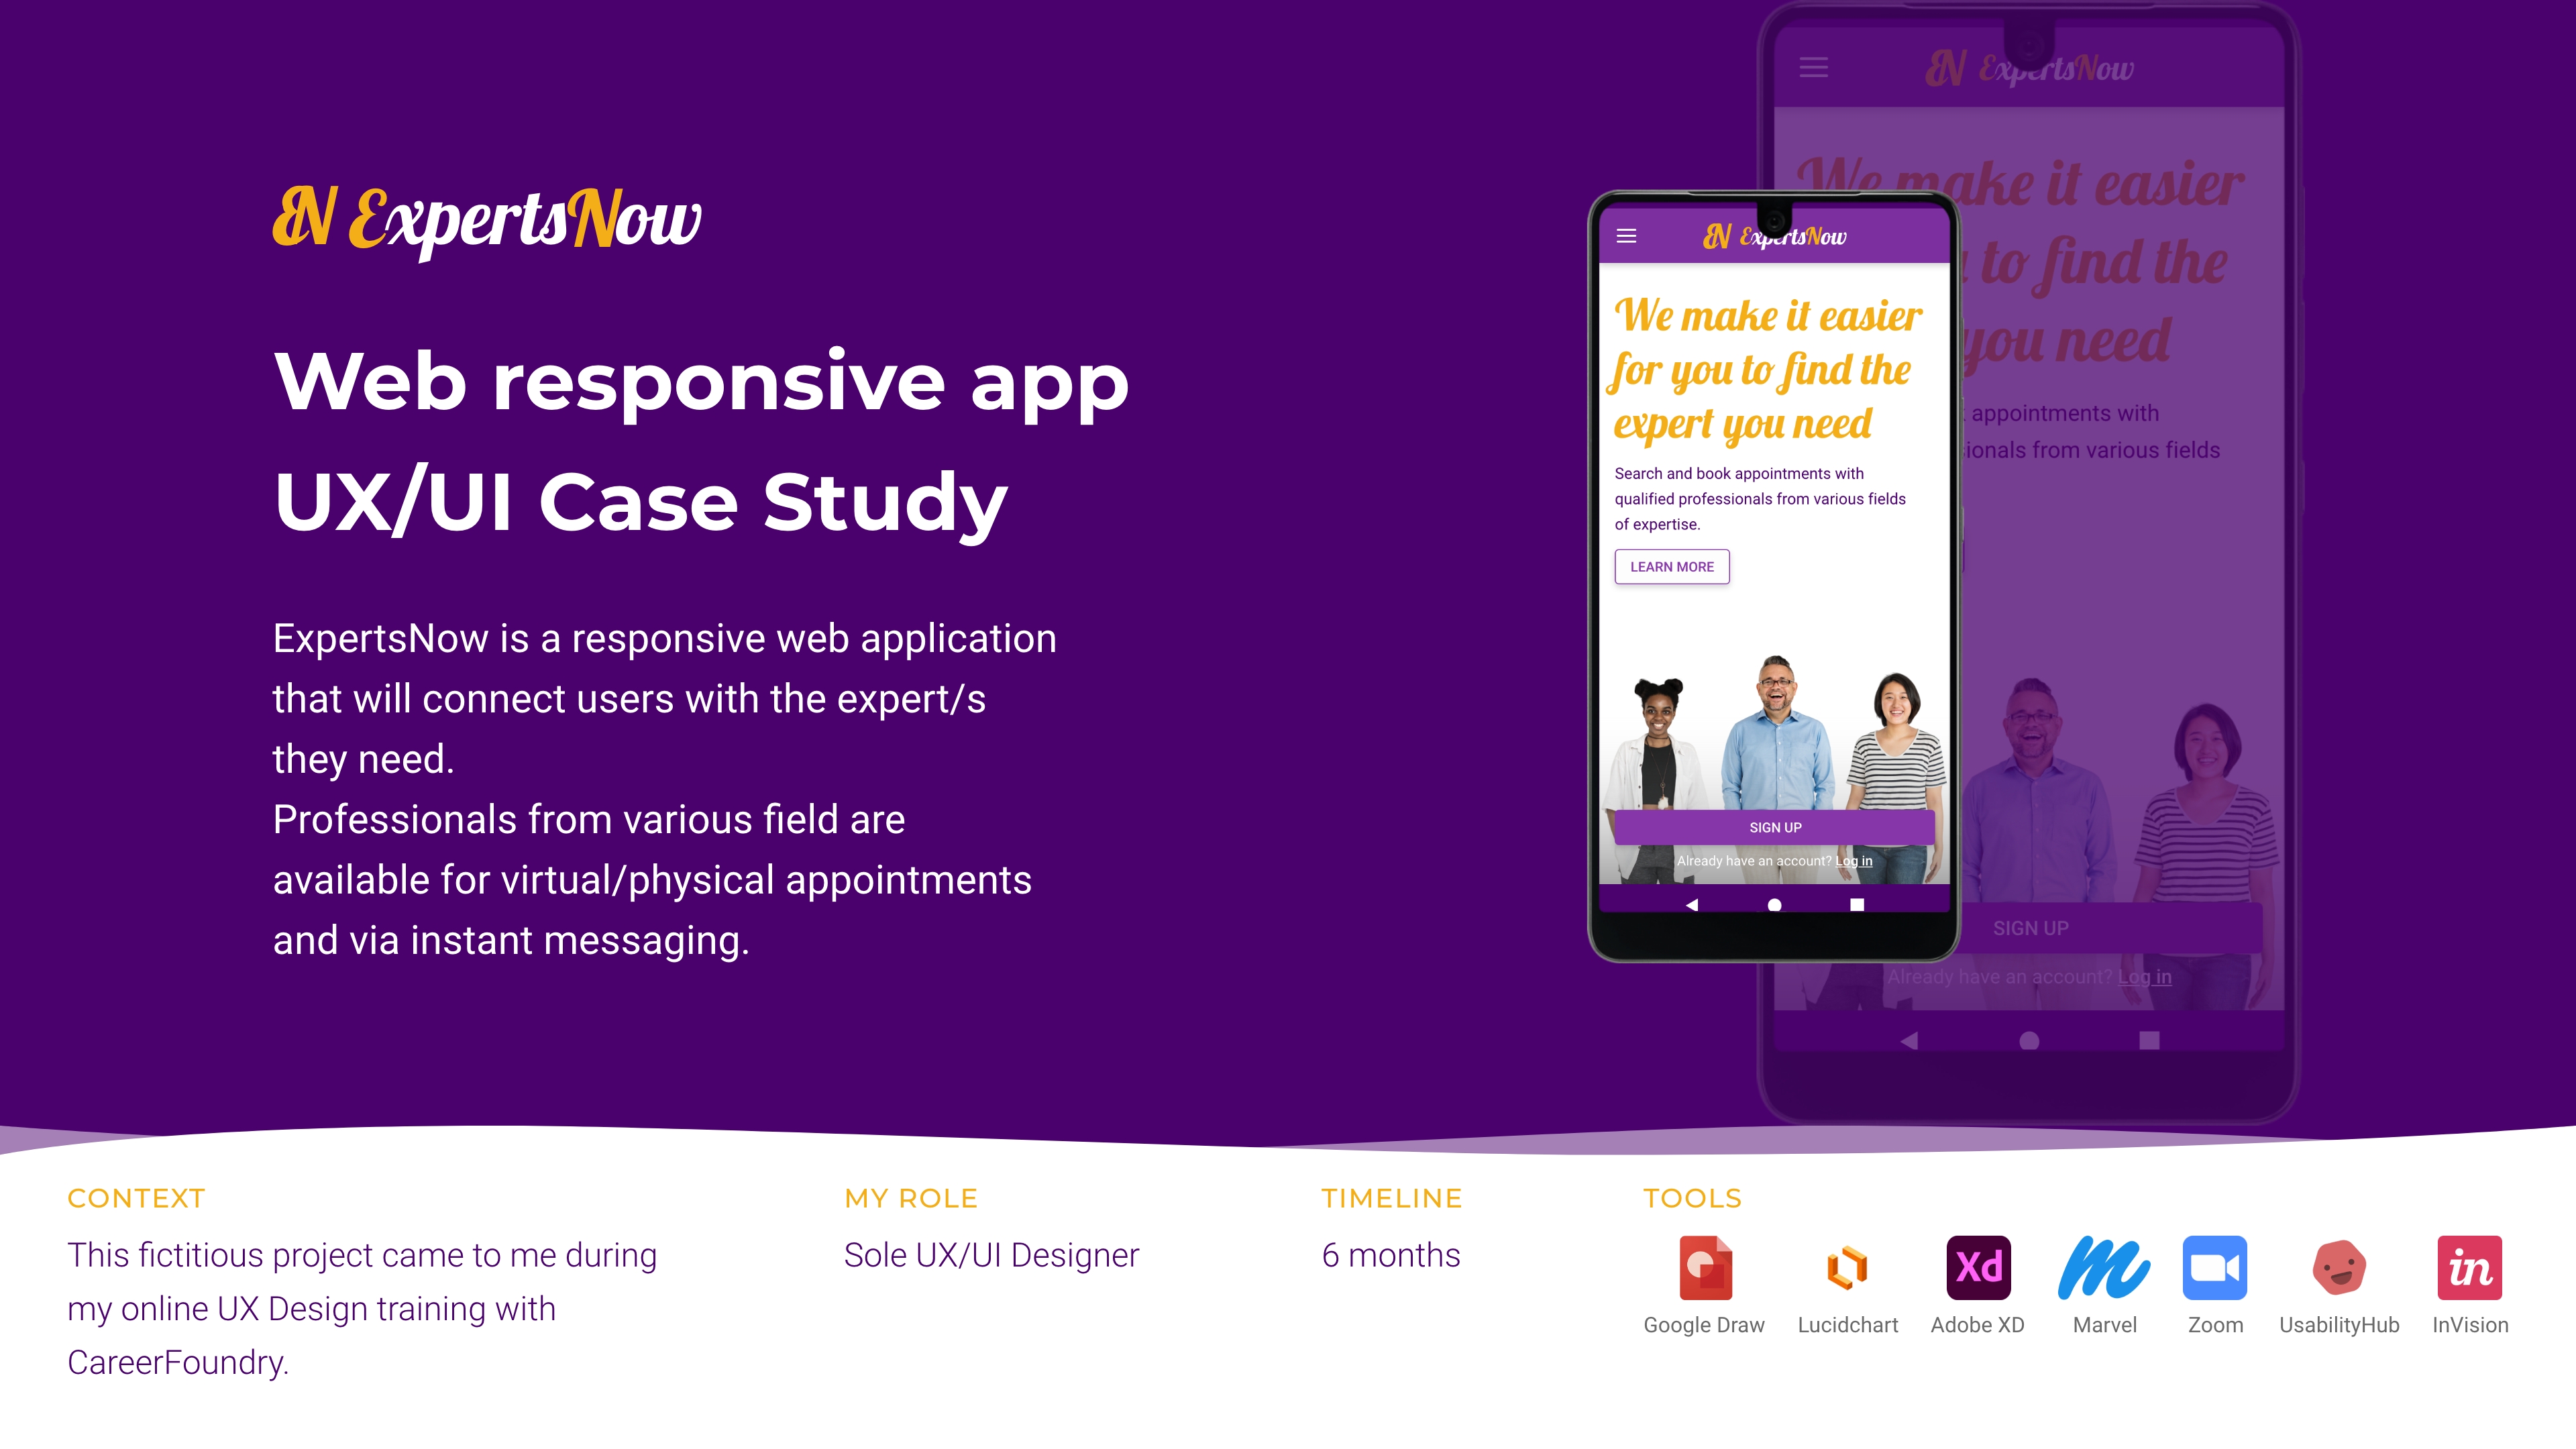 EN ExpertsNow
Web responsive app
UX/UI Case Study
ExpertsNow is a responsive web application
that will connect users with the expert/s
they need.
Professionals from various field are
available for virtual/physical appointments
and via instant messaging.
EN ExpertsNow
We make it easier
for you to find the
expert you need
Search and book appointments with
qualified professionals from various fields
of expertise.
LEARN MORE
SIGN UP
Already have an account? Log in
EN ExpertsNow
We make it easier
to find the
you need
appointments with
ionals from various fields
SIGN UP
Already have an account? Log in
CONTEXT
This fictitious project came to me during
my online UX Design training with
CareerFoundry.
MY ROLE
Sole UX/UI Designer
TIMELINE
6 months
TOOLS
Xd
in
Google Draw Lucidchart Adobe XD Marvel Zoom UsabilityHub InVision